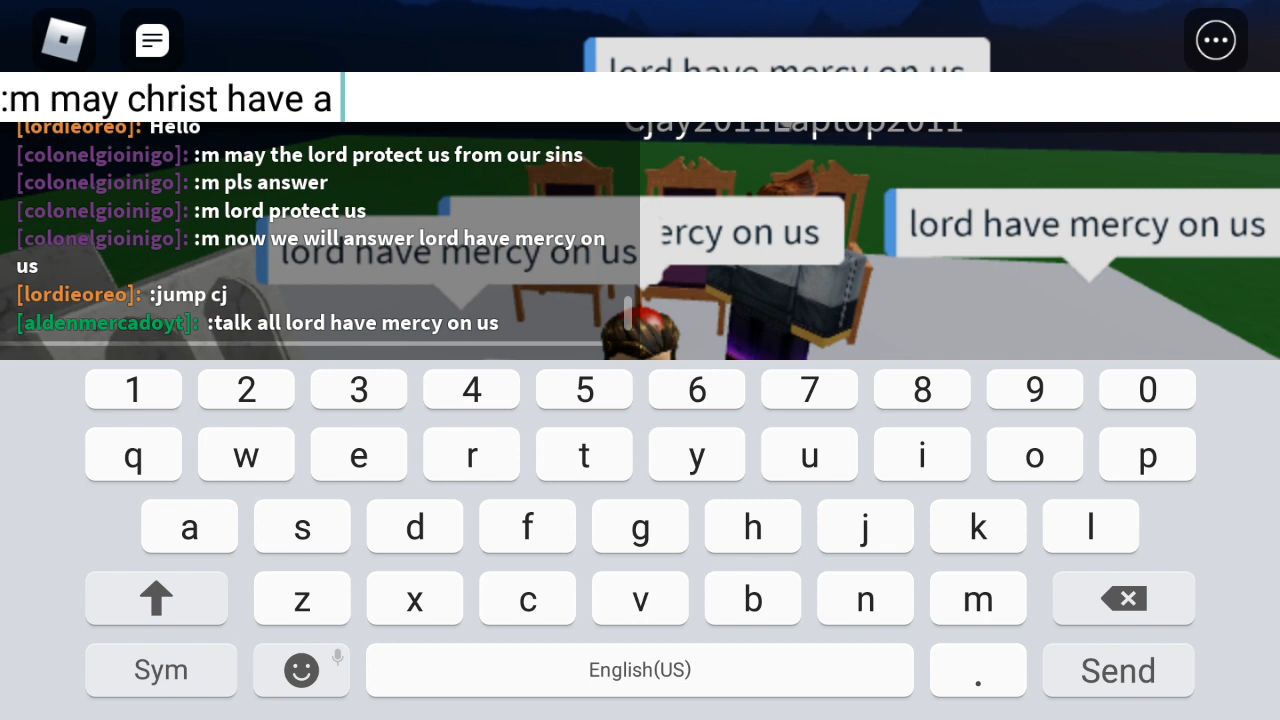 lord have mercy on us
:m may christ have a
[lordieoreo]: Hello
Cjay2011Laptop2011
[colonelgioinigo]: :m may the lord protect us from our sins
[colonelgioinigo]: :m pls answer
[colonelgioinigo]: :m lord protect us
[colonelgioinigo]: :m now we will answer lord have mercy on
us
lord have mercy on us
ercy on us
lord have mercy on us
[lordieoreo]: :jump cj
[aldenmercadoyt]: :talk all lord have mercy on us
1 2 3 4 5 6 7 8 9 0
q w e r t y u i o p
a s d f g h j k l
z x c v b n m
Sym English(US) . Send